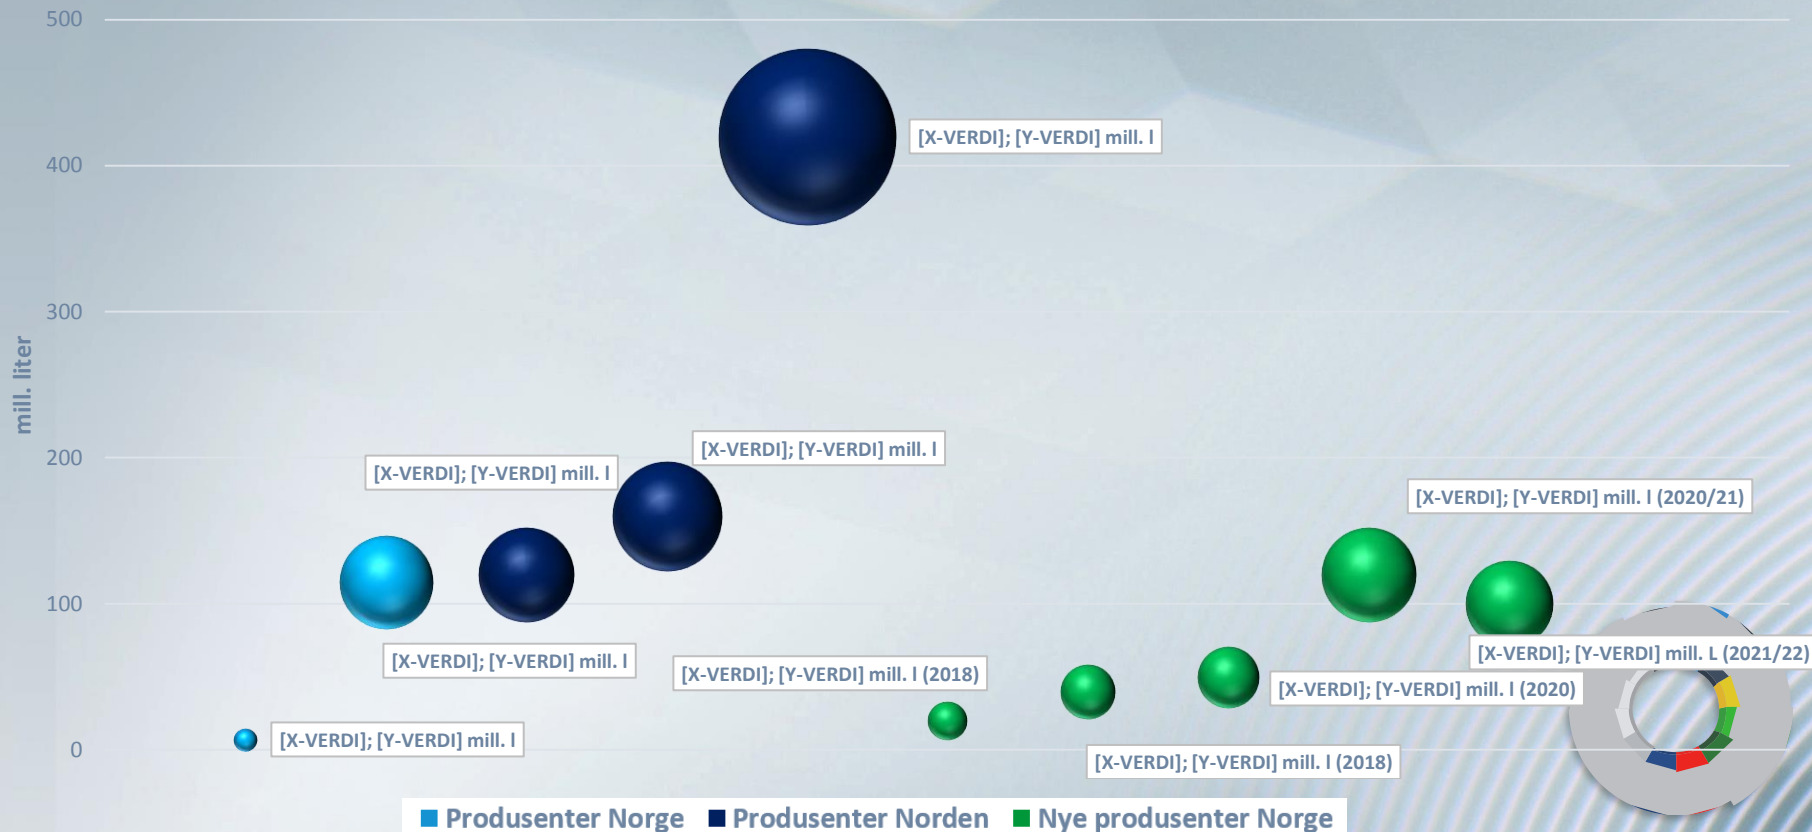 500
[X-VERDI]; [Y-VERDI] mill. l
400
300
mill. liter
[X-VERDI]; [Y-VERDI] mill. l
200
[X-VERDI]; [Y-VERDI] mill. l
[X-VERDI]; [Y-VERDI] mill. l (2020/21)
100
[X-VERDI]; [Y-VERDI] mill. l
[X-VERDI]; [Y-VERDI] mill. L (2021/22)
[X-VERDI]; [Y-VERDI] mill. l (2018)
[X-VERDI]; [Y-VERDI] mill. l (2020)
[X-VERDI]; [Y-VERDI] mill. l
0
[X-VERDI]; [Y-VERDI] mill. l (2018)
Produsenter Norge Produsenter Norden Nye produsenter Norge